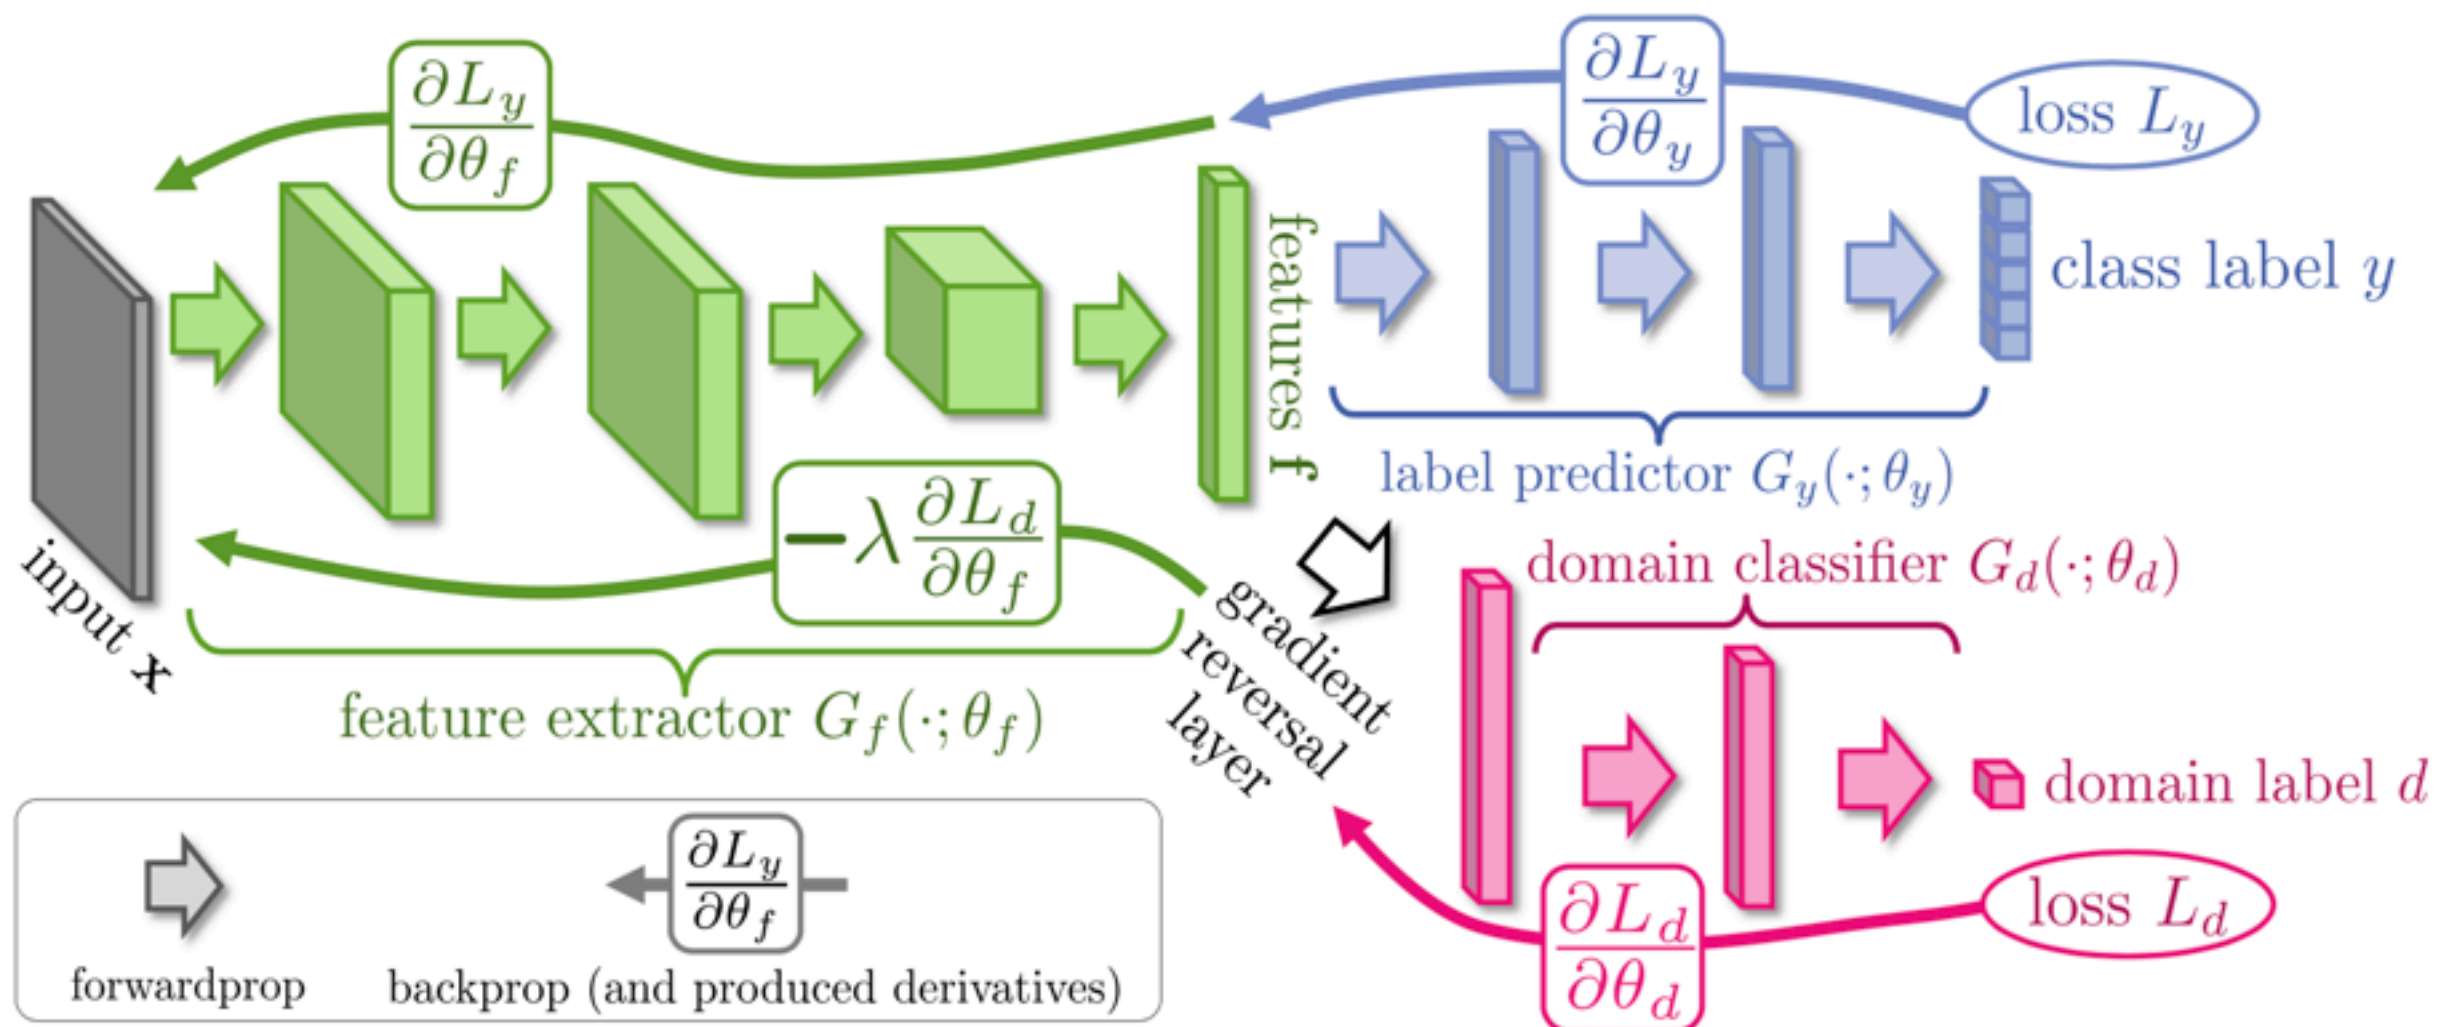 ∂L_y
∂θ_f
∂L_y
∂θ_y
loss L_y
features f
class label y
label predictor G_y(·; θ_y)
−λ ∂L_d
∂θ_f
input x
feature extractor G_f(·; θ_f)
gradient
reversal
layer
domain classifier G_d(·; θ_d)
domain label d
loss L_d
∂L_d
∂θ_d
∂L_y
∂θ_f
forwardprop
backprop (and produced derivatives)